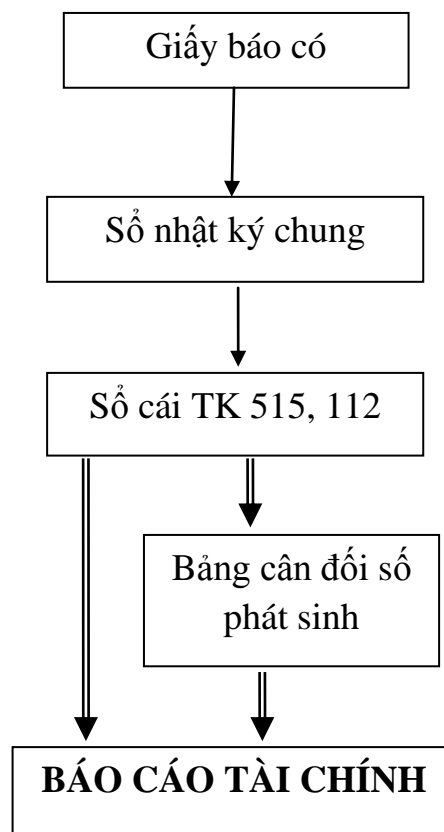 Giấy báo có
Sổ nhật ký chung
Sổ cái TK 515, 112
Bảng cân đối số
phát sinh
BÁO CÁO TÀI CHÍNH